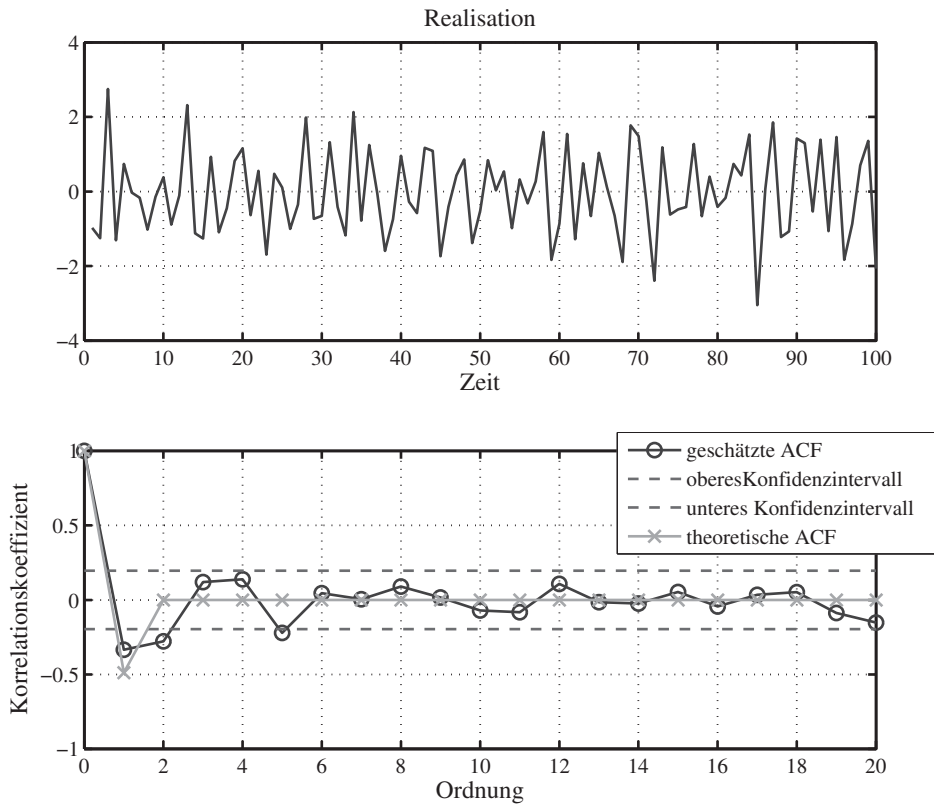 Realisation
4
2
0
−2
−4
0 10 20 30 40 50 60 70 80 90 100
Zeit
geschätzte ACF
oberesKonfidenzintervall
unteres Konfidenzintervall
theoretische ACF
Korrelationskoeffizient
1
0.5
0
−0.5
−1
0 2 4 6 8 10 12 14 16 18 20
Ordnung